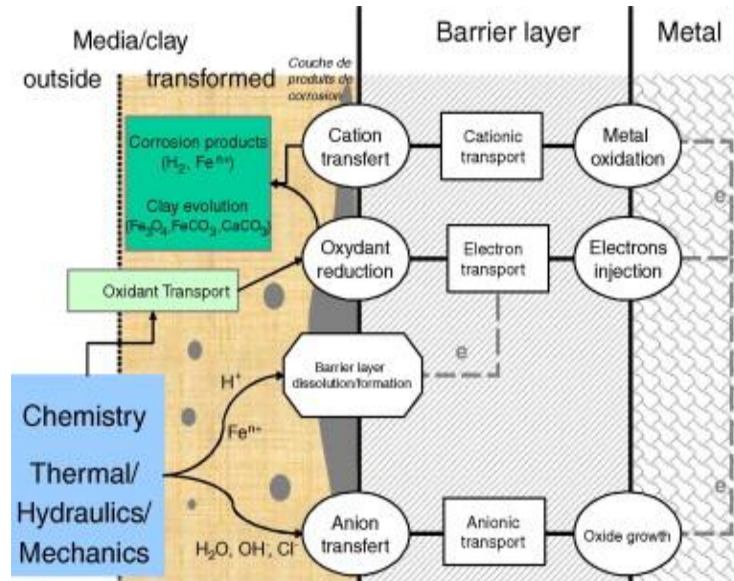 Media/clay
outside
transformed
Couche de
produits de
corrosion
Barrier layer
Metal
Corrosion products
(H2, Fe n+)
Clay evolution
(Fe3O4,FeCO3,CaCO3)
Cation
transfert
Cationic
transport
Metal
oxidation
e
Oxydant
reduction
Electron
transport
Electrons
injection
Oxidant Transport
Barrier layer
dissolution/formation
e
H+
Fe n+
Chemistry
Thermal/
Hydraulics/
Mechanics
H2O, OH-, Cl-
Anion
transfert
Anionic
transport
Oxide growth
e